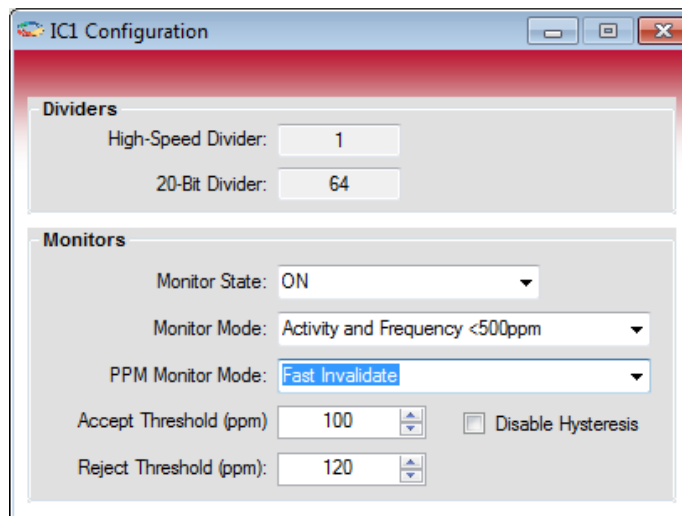 IC1 Configuration
Dividers
High-Speed Divider: 1
20-Bit Divider: 64
Monitors
Monitor State: ON
Monitor Mode: Activity and Frequency <500ppm
PPM Monitor Mode: Fast Invalidate
Accept Threshold (ppm) 100 Disable Hysteresis
Reject Threshold (ppm): 120